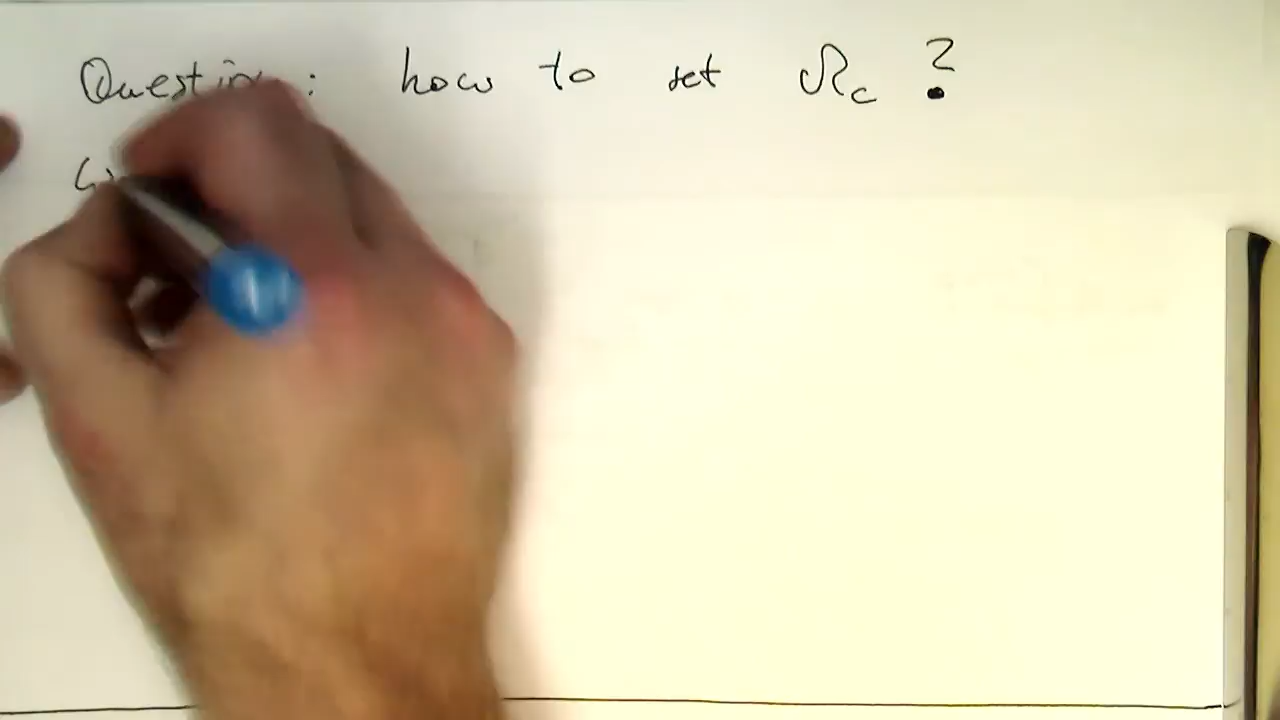 Question: how to set Ωc ?